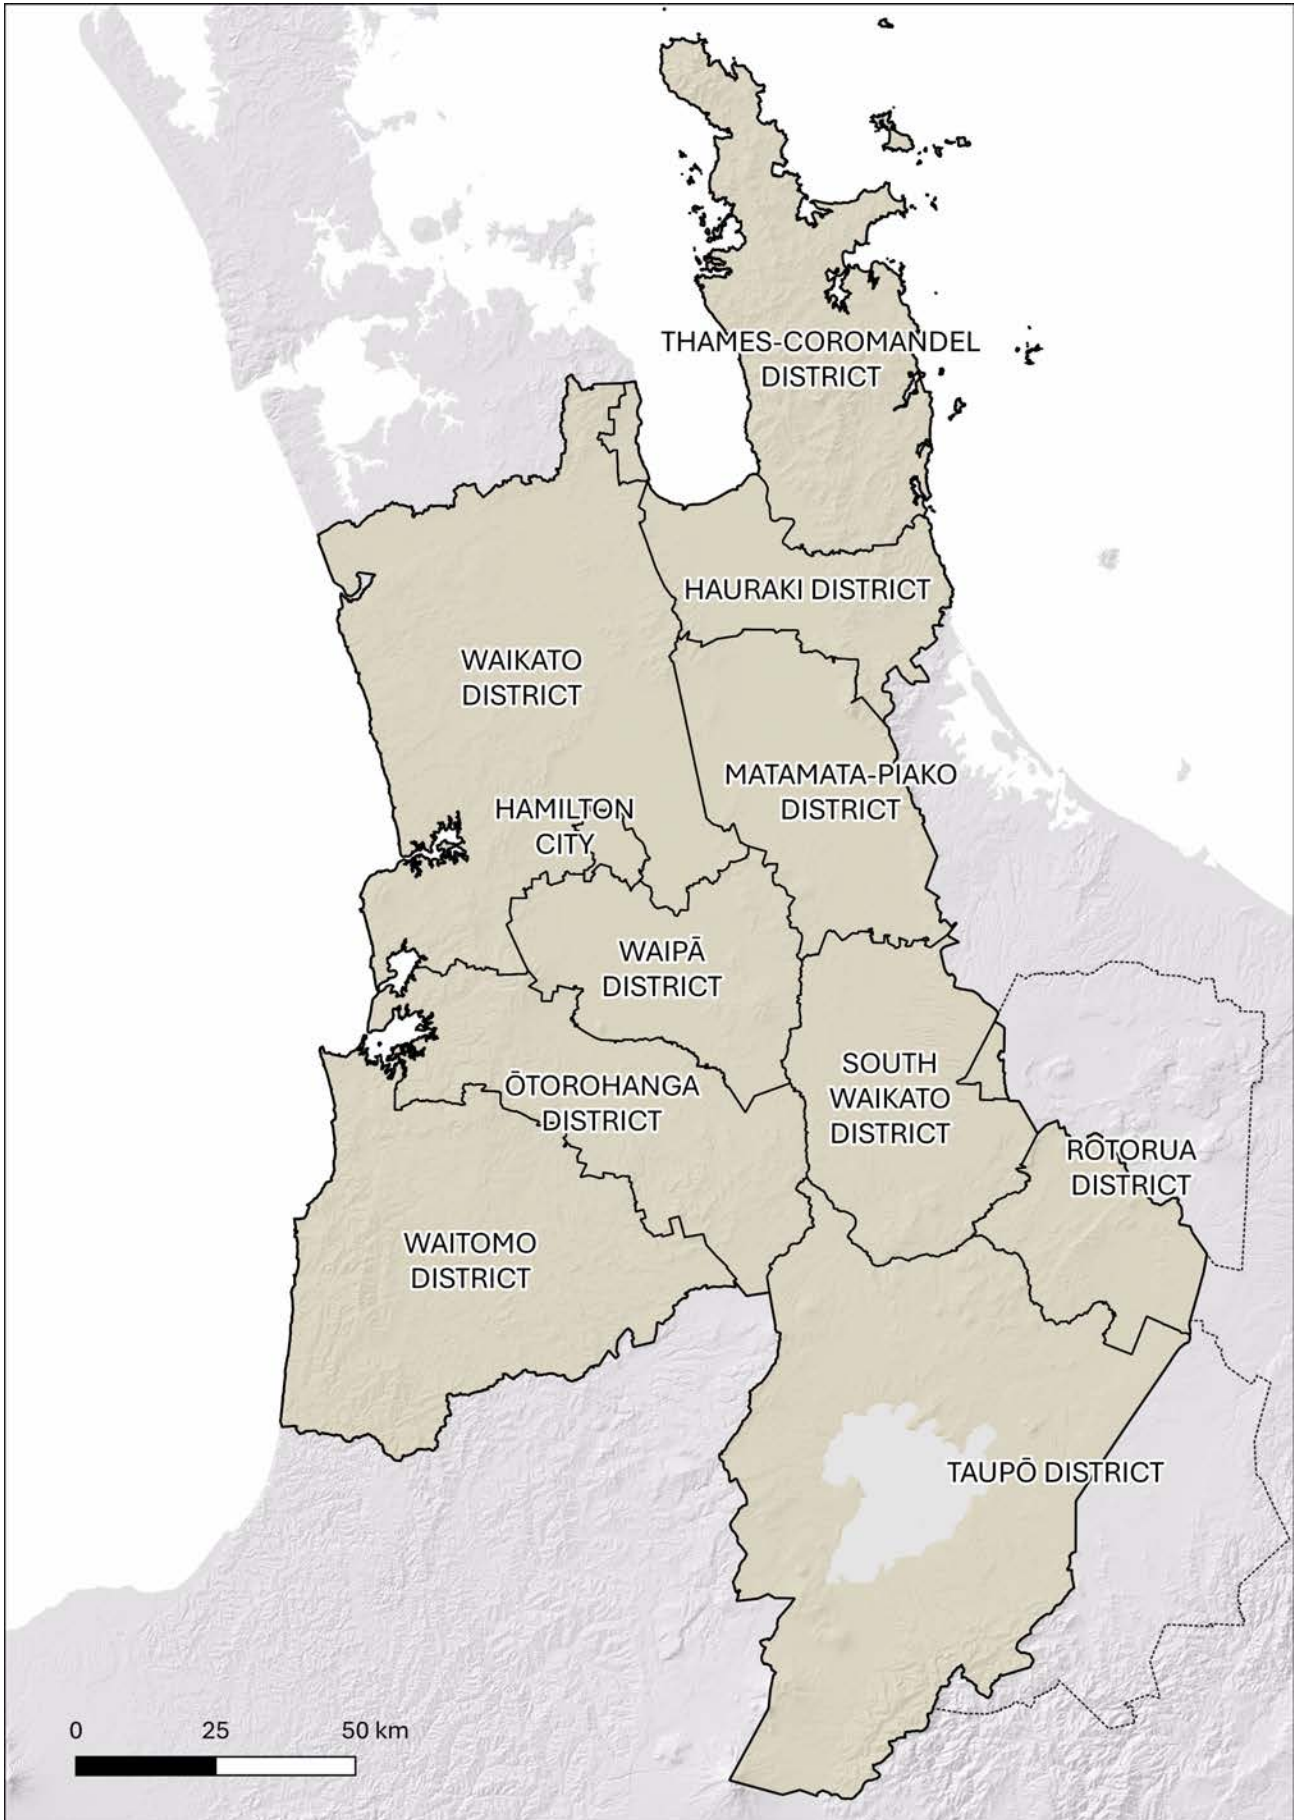 THAMES-COROMANDEL
DISTRICT
HAURAKI DISTRICT
WAIKATO
DISTRICT
MATAMATA-PIAKO
DISTRICT
HAMILTON
CITY
WAIPĀ
DISTRICT
SOUTH
WAIKATO
DISTRICT
ŌTOROHANGA
DISTRICT
RŌTORUA
DISTRICT
WAITOMO
DISTRICT
TAUPŌ DISTRICT
0 25 50 km